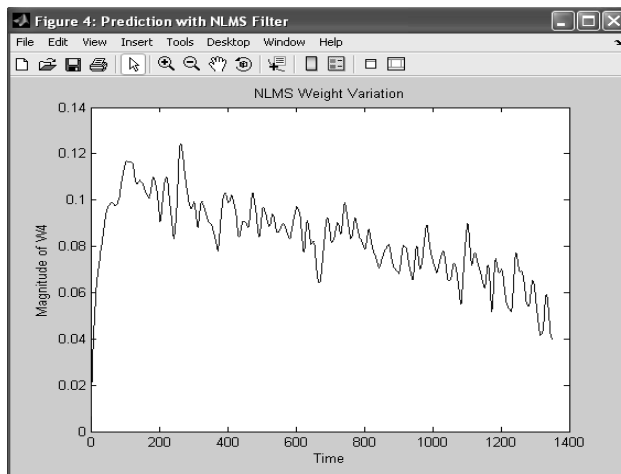 Figure 4: Prediction with NLMS Filter
File Edit View Insert Tools Desktop Window Help
NLMS Weight Variation
0.14
0.12
0.1
0.08
0.06
0.04
0.02
0
Magnitude of W4
0 200 400 600 800 1000 1200 1400
Time